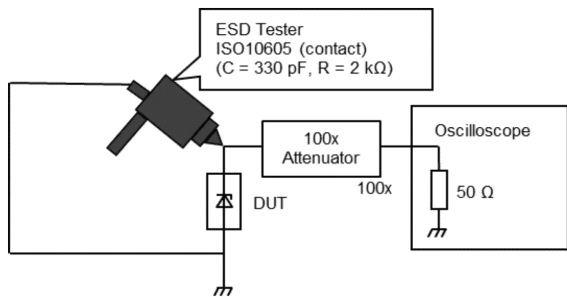 ESD Tester
ISO10605 (contact)
(C = 330 pF, R = 2 kΩ)
100x
Attenuator
100x
Oscilloscope
50 Ω
DUT